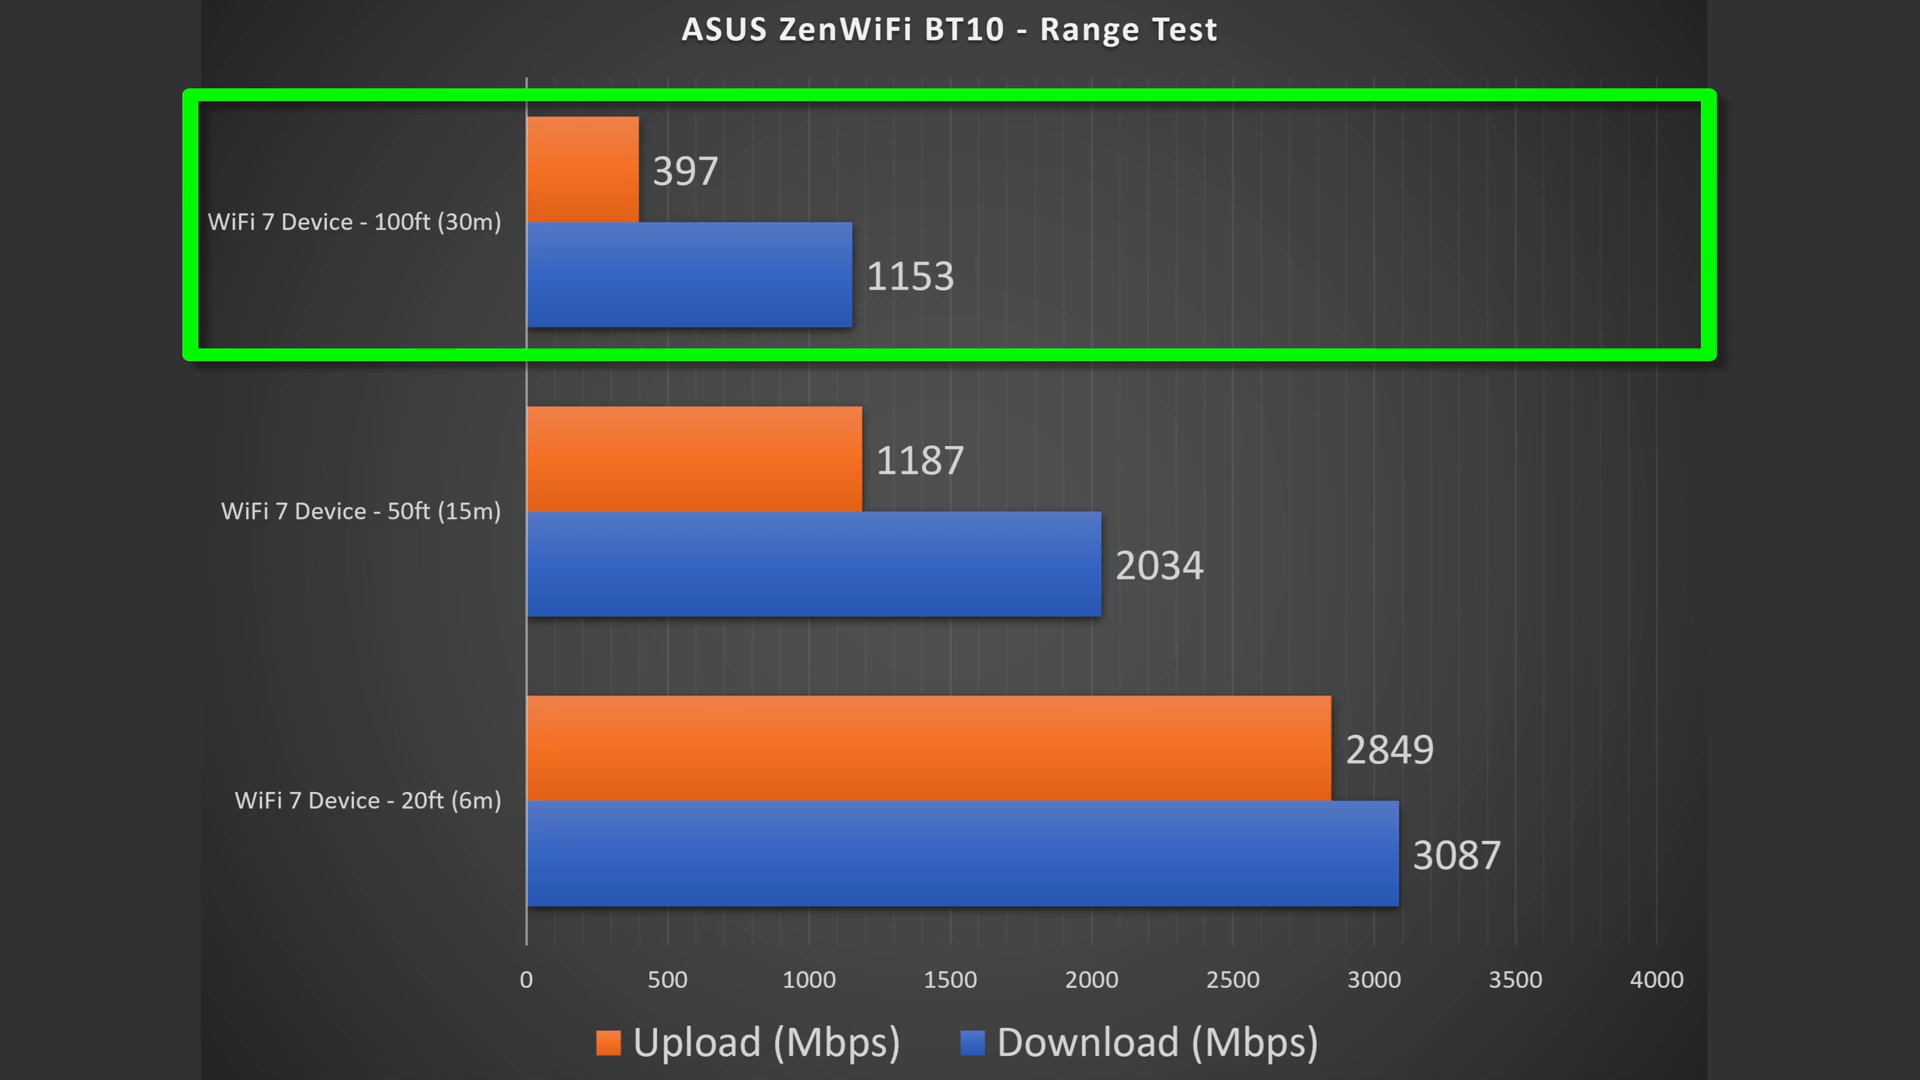 ASUS ZenWiFi BT10 - Range Test
397
WiFi 7 Device - 100ft (30m)
1153
1187
WiFi 7 Device - 50ft (15m)
2034
2849
WiFi 7 Device - 20ft (6m)
3087
0 500 1000 1500 2000 2500 3000 3500 4000
Upload (Mbps) Download (Mbps)